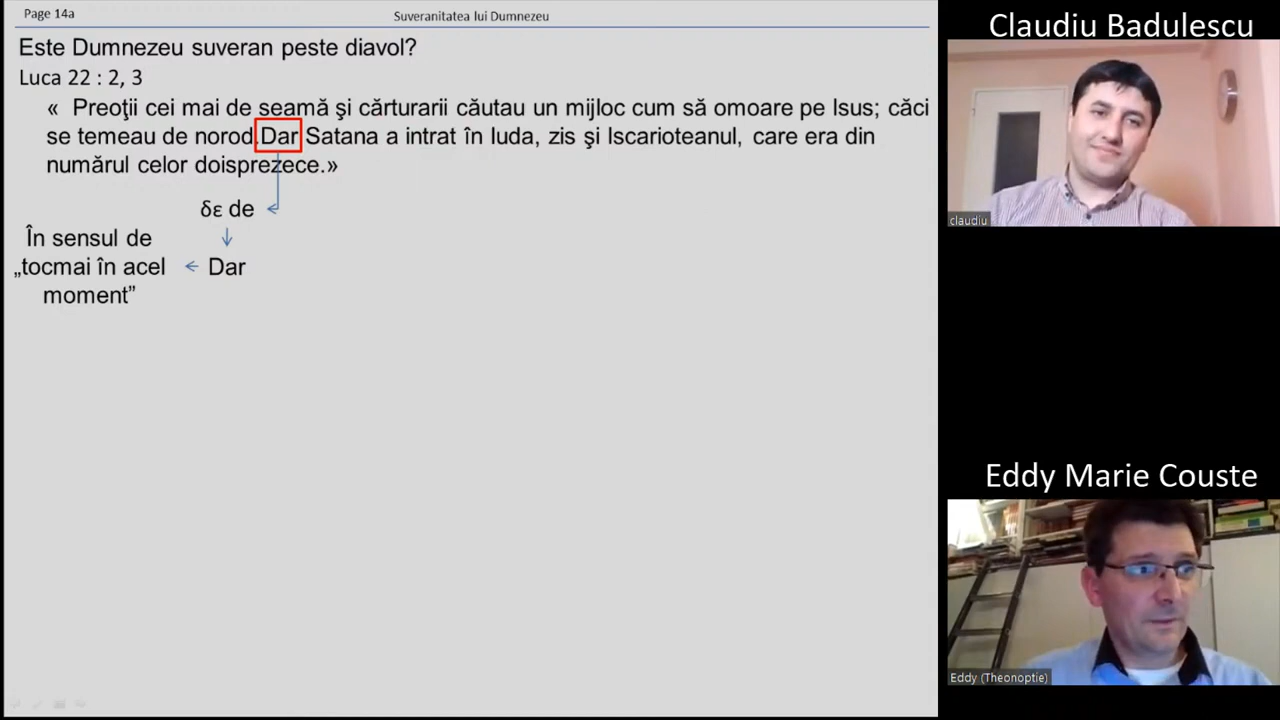 Page 14a
Suveranitatea lui Dumnezeu
Este Dumnezeu suveran peste diavol?
Luca 22 : 2, 3
« Preoţii cei mai de seamă şi cărturarii căutau un mijloc cum să omoare pe Isus; căci
se temeau de norod. Dar Satana a intrat în Iuda, zis şi Iscarioteanul, care era din
numărul celor doisprezece.»
δε de
În sensul de
„tocmai în acel
moment”
Dar
Claudiu Badulescu
claudiu
Eddy Marie Couste
Eddy (Theonoptie)